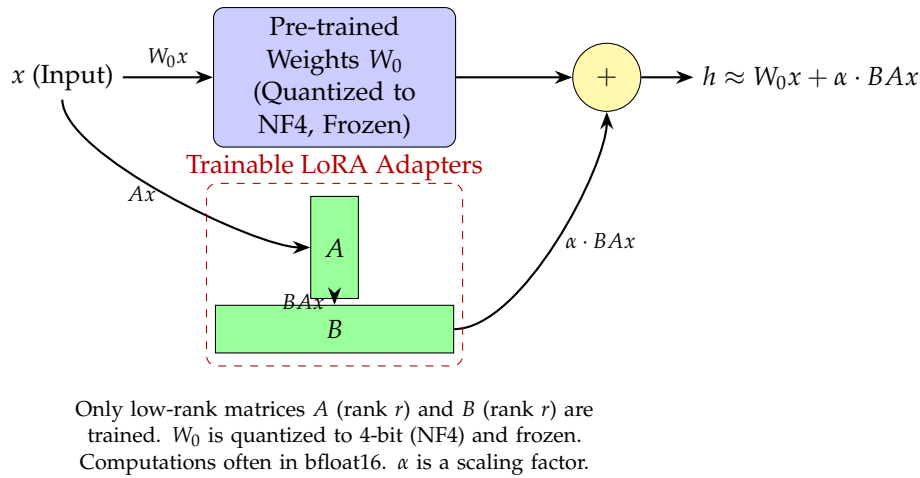 x (Input)
W₀x
Pre-trained
Weights W₀
(Quantized to
NF4, Frozen)
+
h ≈ W₀x + α · BAx
Trainable LoRA Adapters
Ax
A
BAx
B
α · BAx
Only low-rank matrices A (rank r) and B (rank r) are
trained. W₀ is quantized to 4-bit (NF4) and frozen.
Computations often in bfloat16. α is a scaling factor.